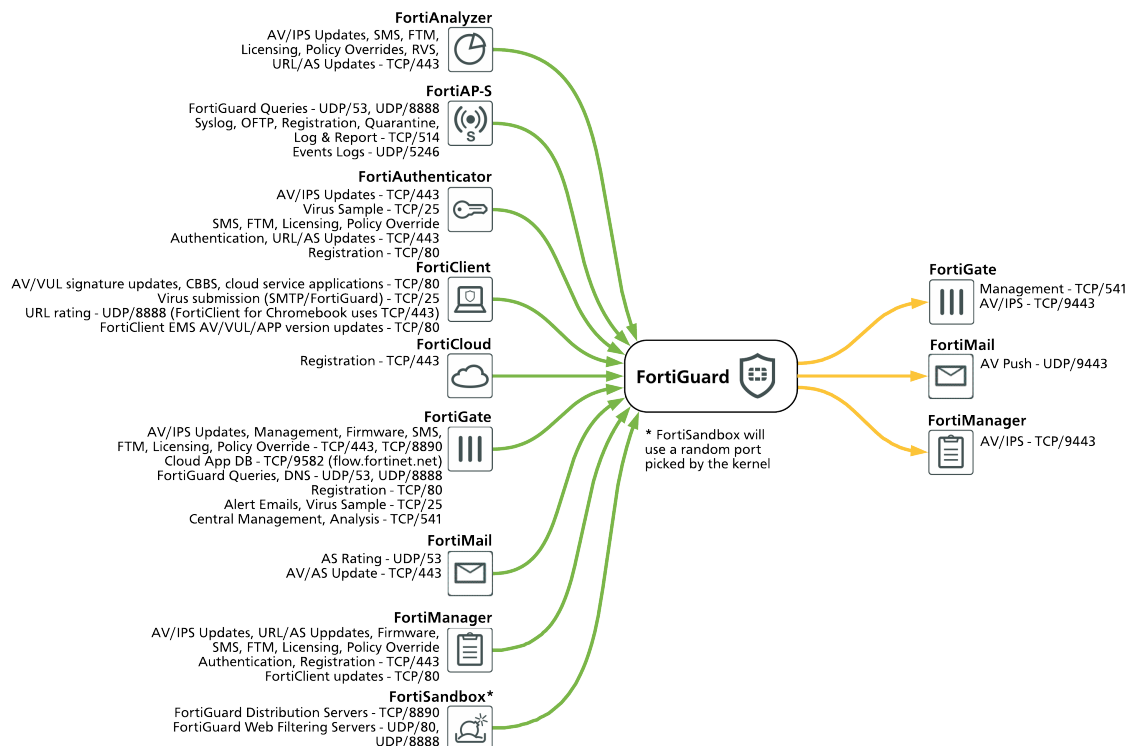 FortiAnalyzer
AV/IPS Updates, SMS, FTM,
Licensing, Policy Overrides, RVS,
URL/AS Updates - TCP/443
FortiAP-S
FortiGuard Queries - UDP/53, UDP/8888
Syslog, OFTP, Registration, Quarantine,
Log & Report - TCP/514
Events Logs - UDP/5246
S
FortiAuthenticator
AV/IPS Updates - TCP/443
Virus Sample - TCP/25
SMS, FTM, Licensing, Policy Override
Authentication, URL/AS Updates - TCP/443
Registration - TCP/80
FortiClient
AV/VUL signature updates, CBBS, cloud service applications - TCP/80
Virus submission (SMTP/FortiGuard) - TCP/25
URL rating - UDP/8888 (FortiClient for Chromebook uses TCP/443)
FortiClient EMS AV/VUL/APP version updates - TCP/80
FortiCloud
Registration - TCP/443
FortiGate
AV/IPS Updates, Management, Firmware, SMS,
FTM, Licensing, Policy Override - TCP/443, TCP/8890
Cloud App DB - TCP/9582 (flow.fortinet.net)
FortiGuard Queries, DNS - UDP/53, UDP/8888
Registration - TCP/80
Alert Emails, Virus Sample - TCP/25
Central Management, Analysis - TCP/541
FortiMail
AS Rating - UDP/53
AV/AS Update - TCP/443
FortiManager
AV/IPS Updates, URL/AS Uppdates, Firmware,
SMS, FTM, Licensing, Policy Override
Authentication, Registration - TCP/443
FortiClient updates - TCP/80
FortiSandbox*
FortiGuard Distribution Servers - TCP/8890
FortiGuard Web Filtering Servers - UDP/80,
UDP/8888
FortiGuard
* FortiSandbox will
use a random port
picked by the kernel
FortiGate
Management - TCP/541
AV/IPS - TCP/9443
FortiMail
AV Push - UDP/9443
FortiManager
AV/IPS - TCP/9443